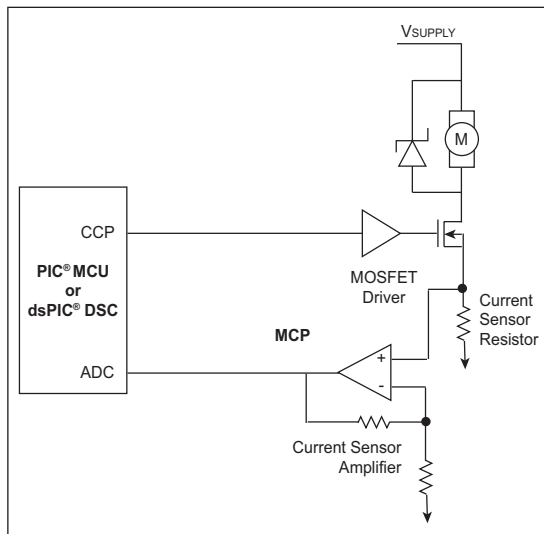 VSUPPLY
M
CCP
PIC® MCU
or
dsPIC® DSC
MOSFET
Driver
Current
Sensor
Resistor
MCP
ADC
+
-
Current Sensor
Amplifier